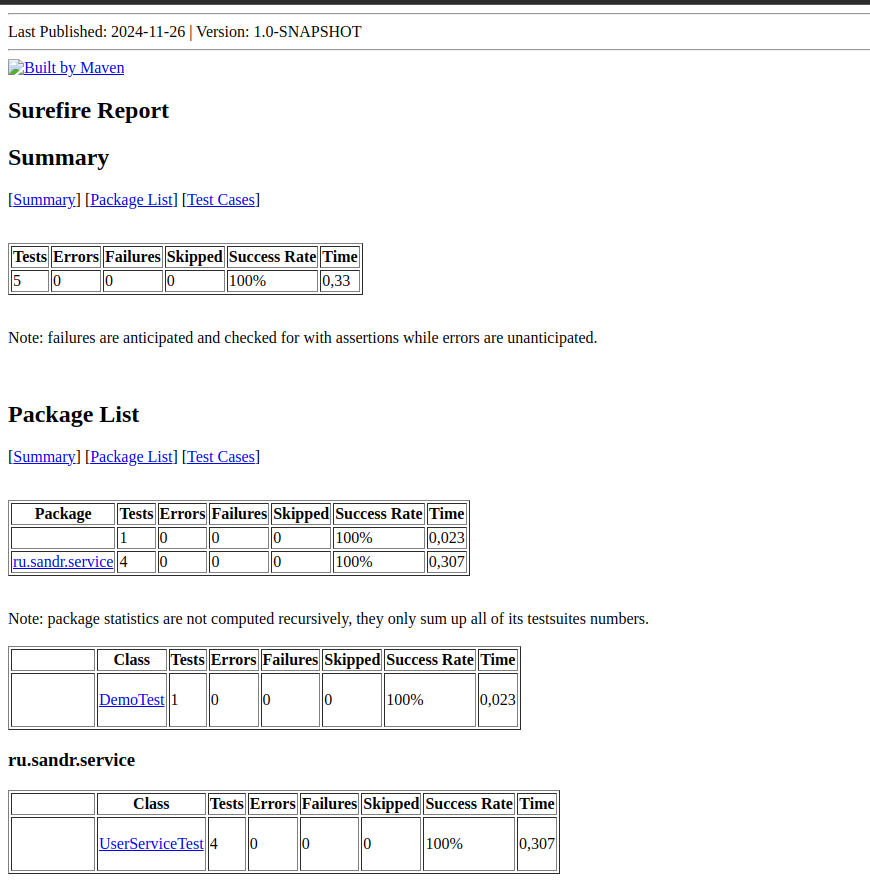 Last Published: 2024-11-26 | Version: 1.0-SNAPSHOT
Built by Maven
Surefire Report
Summary
[Summary] [Package List] [Test Cases]
Tests Errors Failures Skipped Success Rate Time
5 0 0 0 100% 0,33
Note: failures are anticipated and checked for with assertions while errors are unanticipated.
Package List
[Summary] [Package List] [Test Cases]
Package Tests Errors Failures Skipped Success Rate Time
1 0 0 0 100% 0,023
ru.sandr.service 4 0 0 0 100% 0,307
Note: package statistics are not computed recursively, they only sum up all of its testsuites numbers.
Class Tests Errors Failures Skipped Success Rate Time
DemoTest 1 0 0 0 100% 0,023
ru.sandr.service
Class Tests Errors Failures Skipped Success Rate Time
UserServiceTest 4 0 0 0 100% 0,307